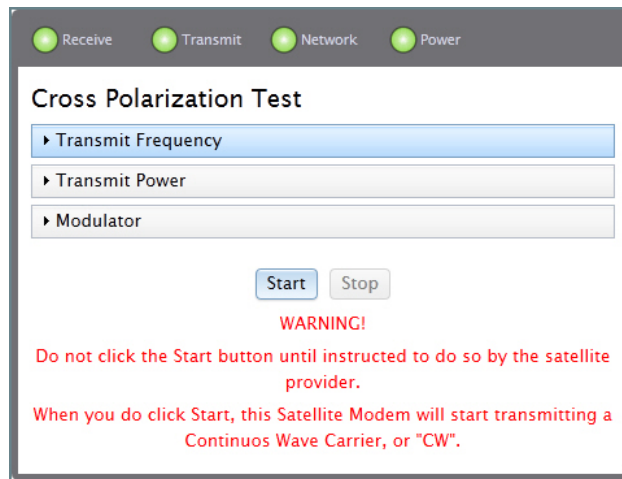 Receive Transmit Network Power
Cross Polarization Test
Transmit Frequency
Transmit Power
Modulator
Start Stop
WARNING!
Do not click the Start button until instructed to do so by the satellite
provider.
When you do click Start, this Satellite Modem will start transmitting a
Continuos Wave Carrier, or "CW".